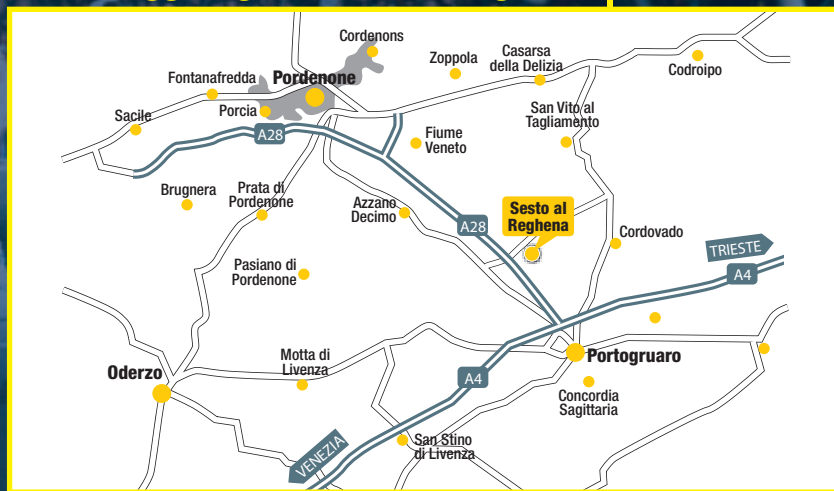 Cordenons
Zoppola
Casarsa
della Delizia
Codroipo
Fontanafredda
Pordenone
Sacile
Porcia
A28
Fiume
Veneto
San Vito al
Tagliamento
Brugnera
Prata di
Pordenone
Azzano
Decimo
Sesto al
Reghena
A28
Cordovado
TRIESTE
A4
Pasiano di
Pordenone
Oderzo
Motta di
Livenza
Portogruaro
A4
Concordia
Sagittaria
San Stino
di Livenza
VENEZIA